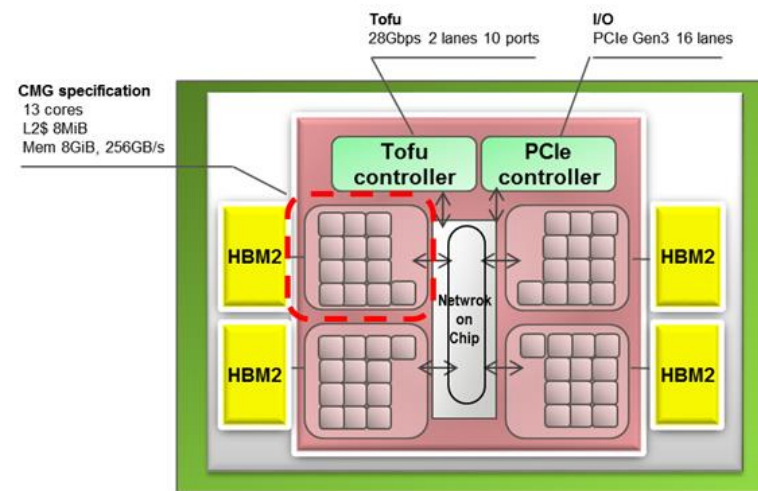 Tofu
28Gbps 2 lanes 10 ports
I/O
PCIe Gen3 16 lanes
CMG specification
13 cores
L2$ 8MiB
Mem 8GiB, 256GB/s
Tofu
controller
PCIe
controller
HBM2
HBM2
Netwrok
on
Chip
HBM2
HBM2